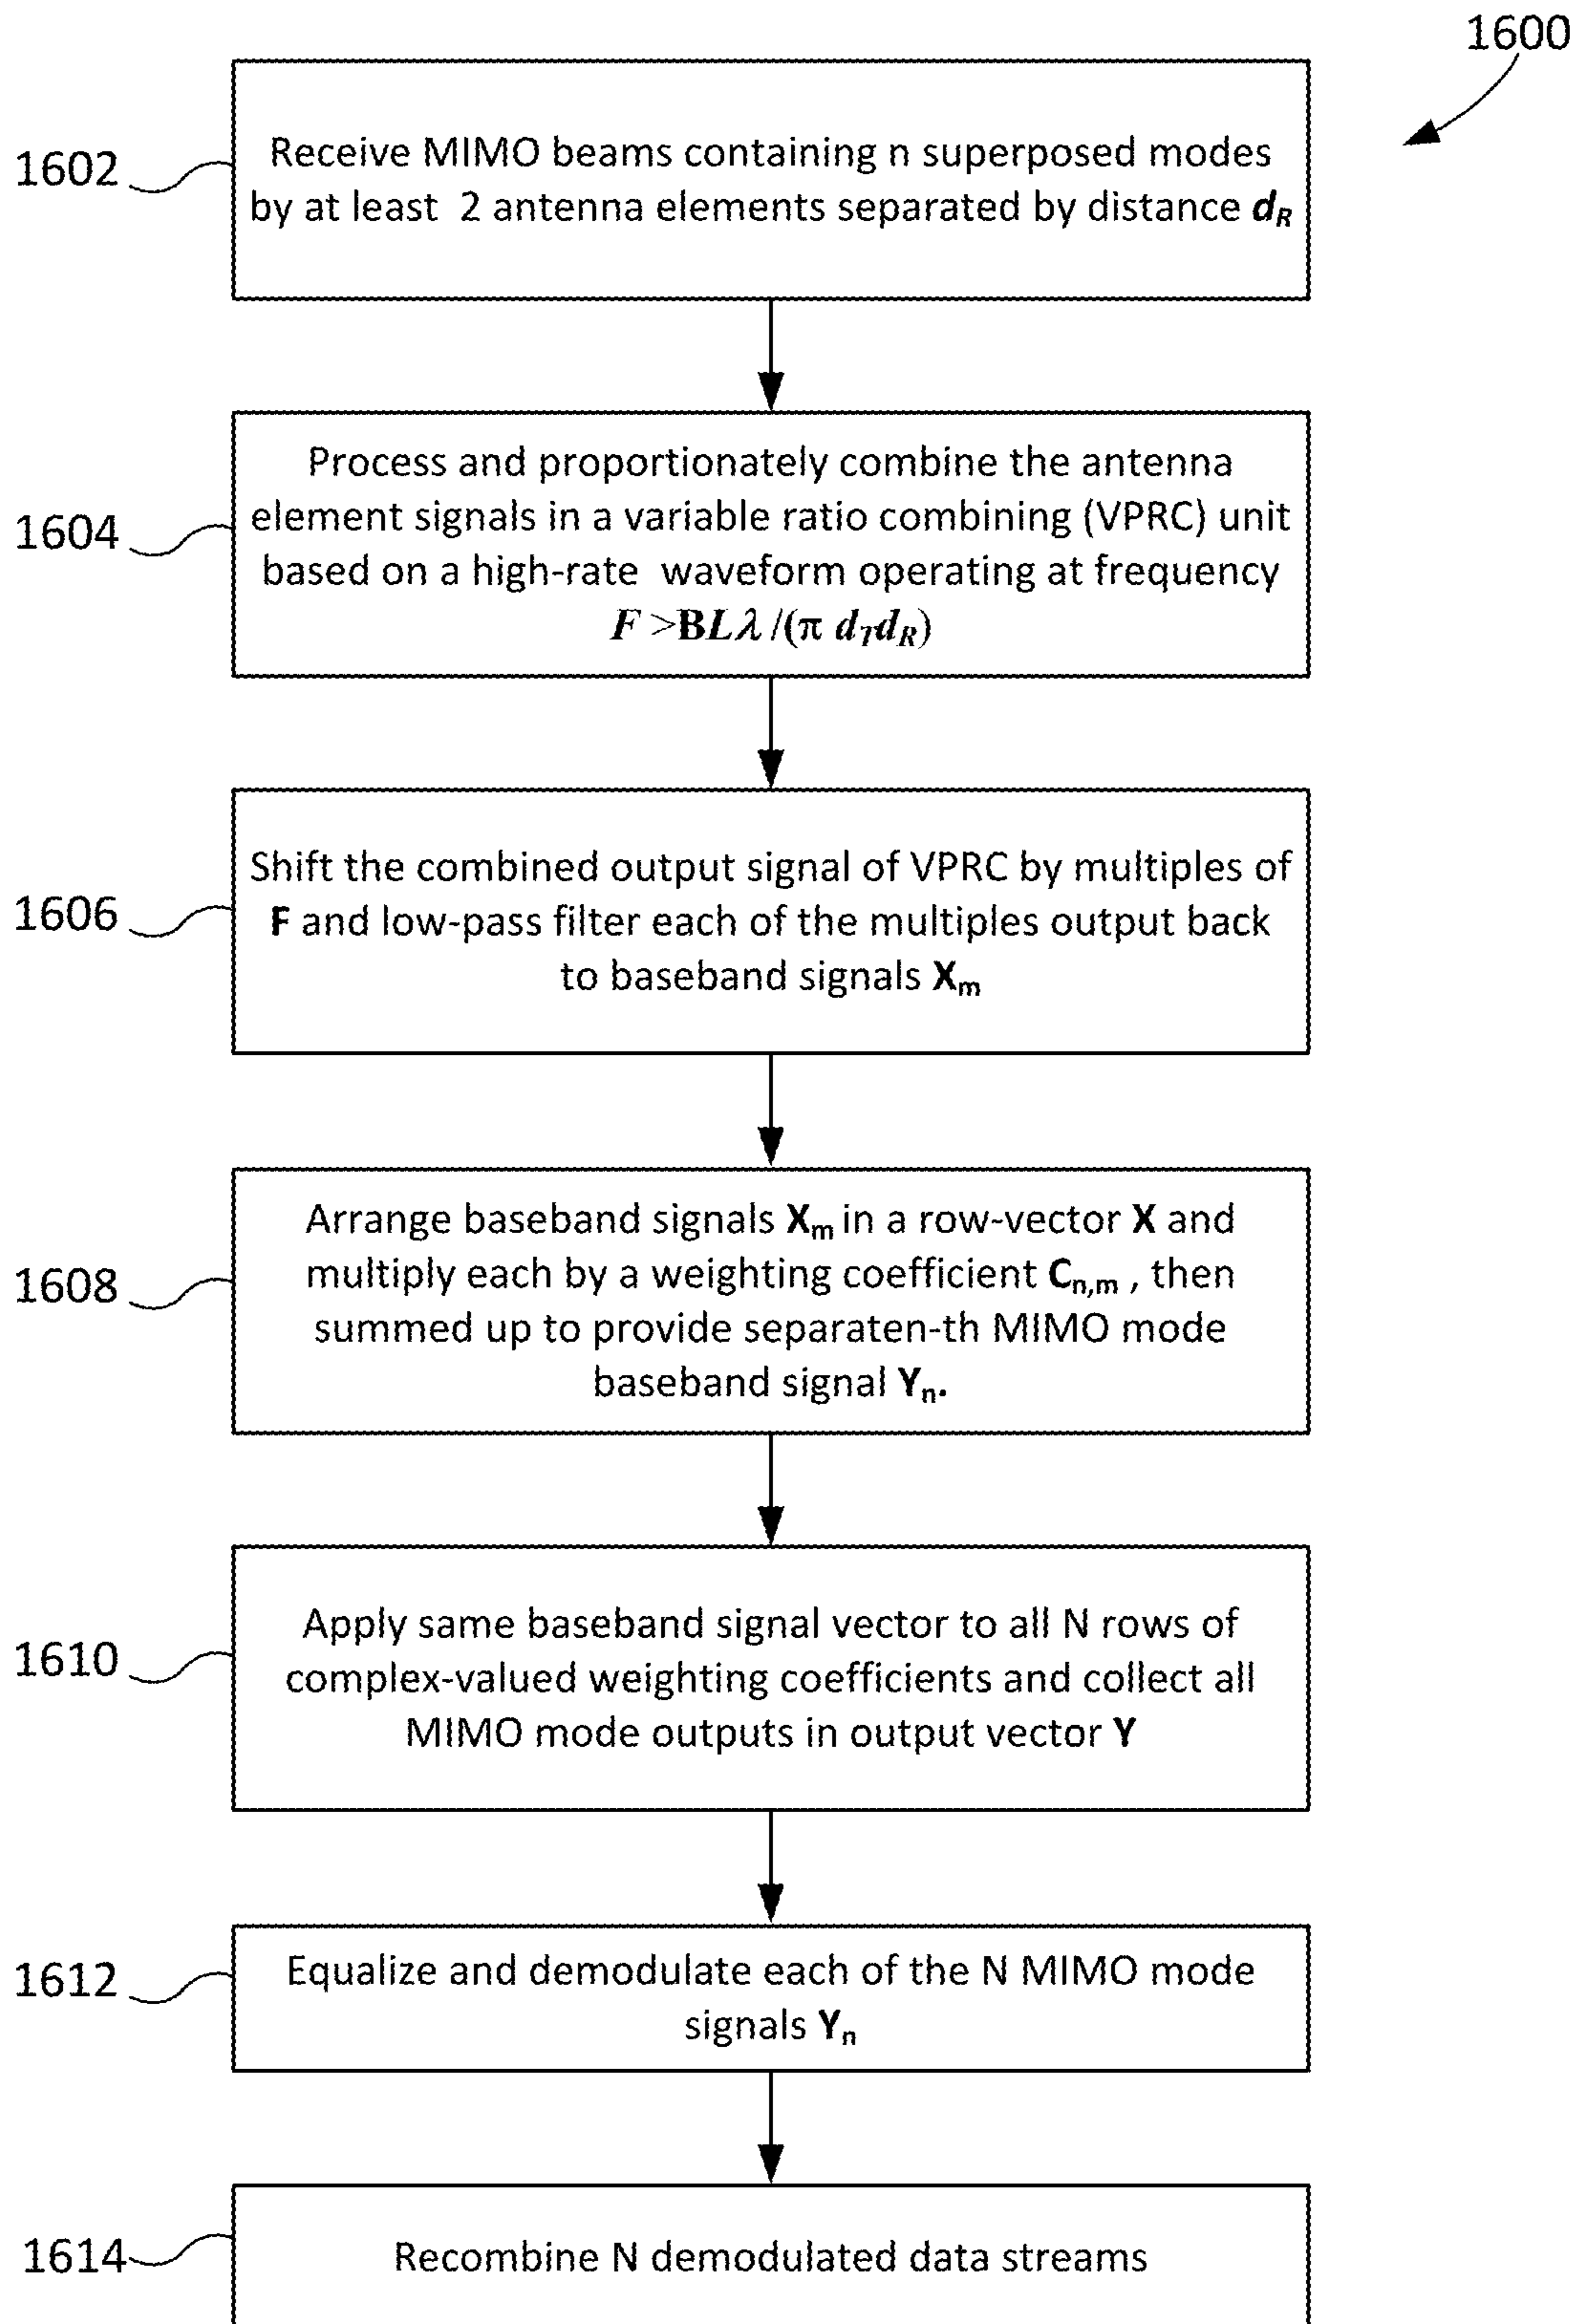 1600
1602
Receive MIMO beams containing n superposed modes
by at least 2 antenna elements separated by distance dR
1604
Process and proportionately combine the antenna
element signals in a variable ratio combining (VPRC) unit
based on a high-rate waveform operating at frequency
F >BLλ /(π dTdR)
1606
Shift the combined output signal of VPRC by multiples of
F and low-pass filter each of the multiples output back
to baseband signals Xm
1608
Arrange baseband signals Xm in a row-vector X and
multiply each by a weighting coefficient Cn,m , then
summed up to provide separaten-th MIMO mode
baseband signal Yn.
1610
Apply same baseband signal vector to all N rows of
complex-valued weighting coefficients and collect all
MIMO mode outputs in output vector Y
1612
Equalize and demodulate each of the N MIMO mode
signals Yn
1614
Recombine N demodulated data streams